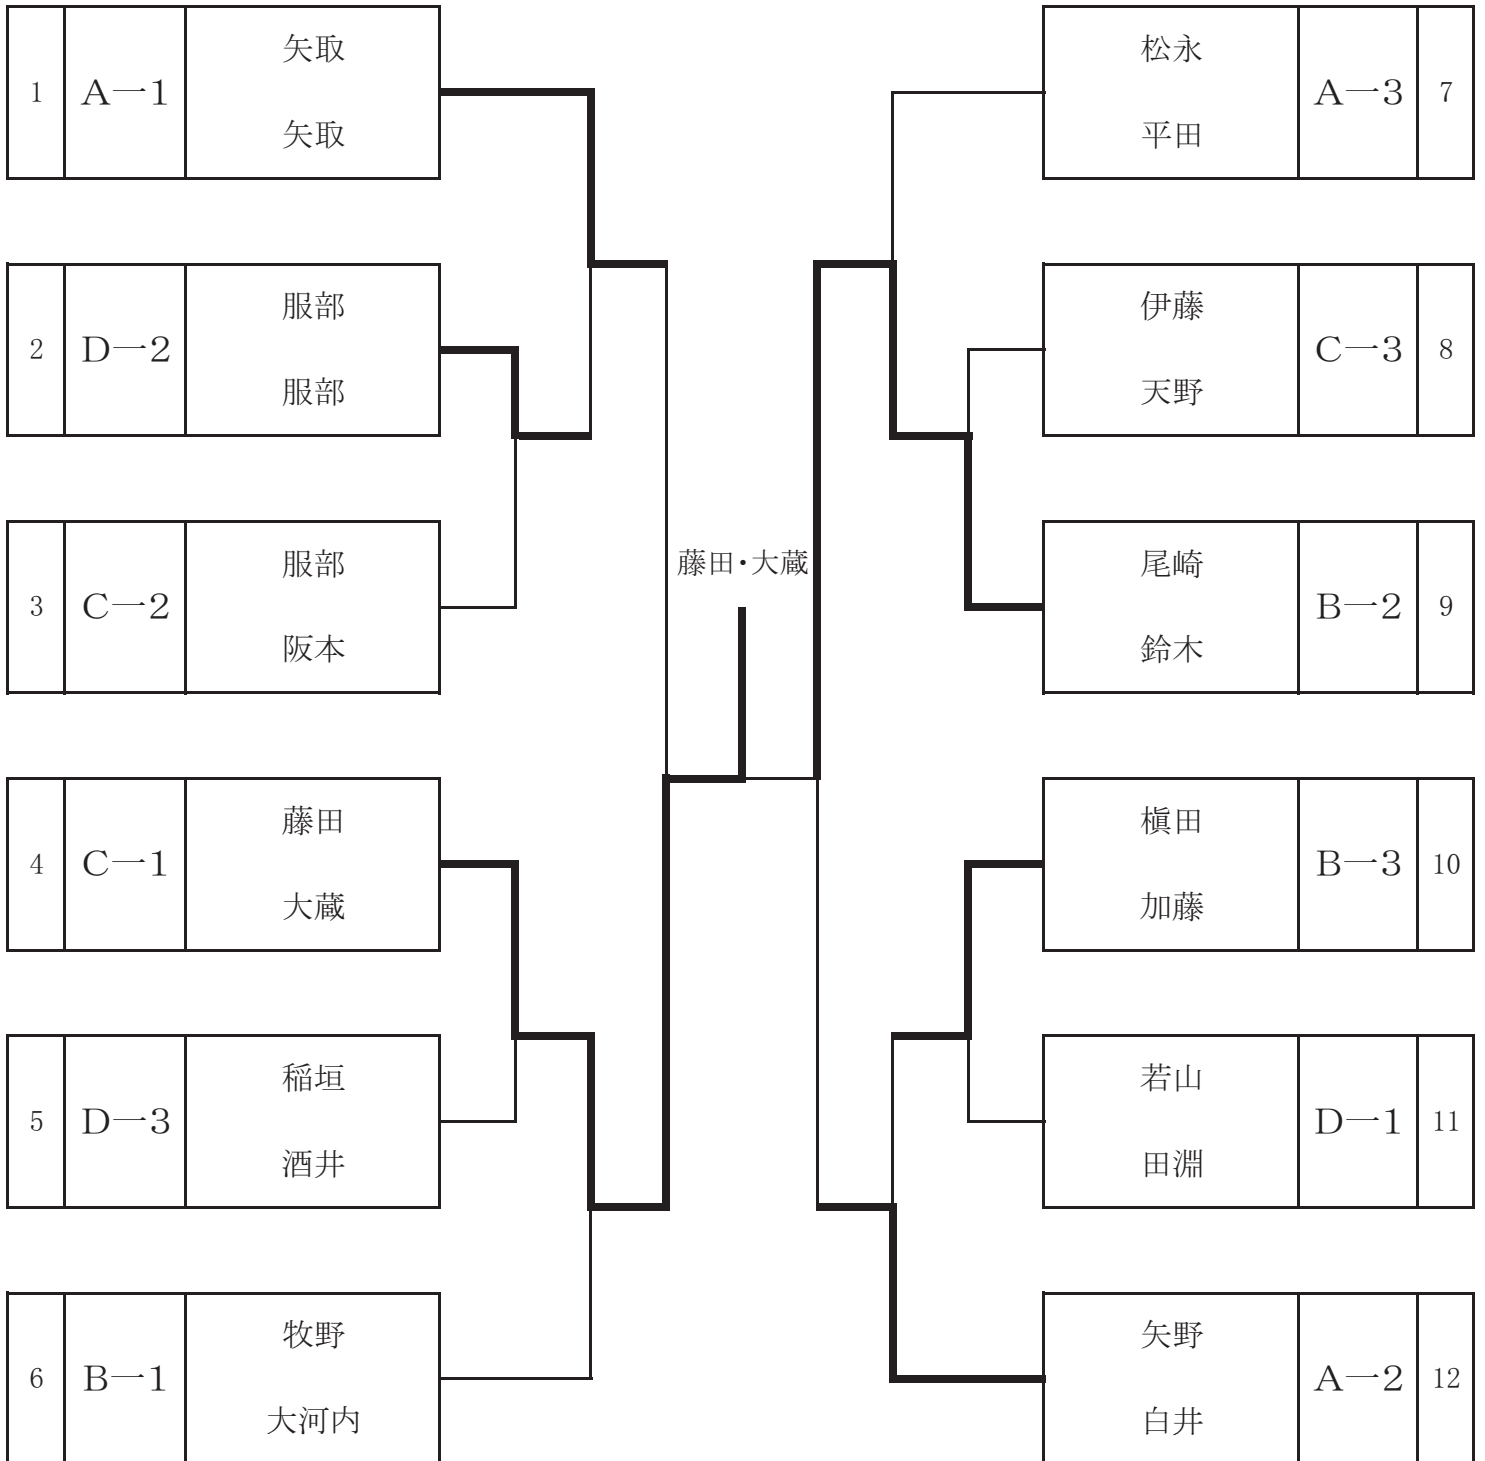 矢取
1 A－1
矢取
服部
2 D－2
服部
服部
3 C－2
阪本
藤田
4 C－1
大蔵
稲垣
5 D－3
酒井
牧野
6 B－1
大河内
藤田・大蔵
松永
A－3 7
平田
伊藤
C－3 8
天野
尾崎
B－2 9
鈴木
槇田
B－3 10
加藤
若山
D－1 11
田淵
矢野
A－2 12
白井